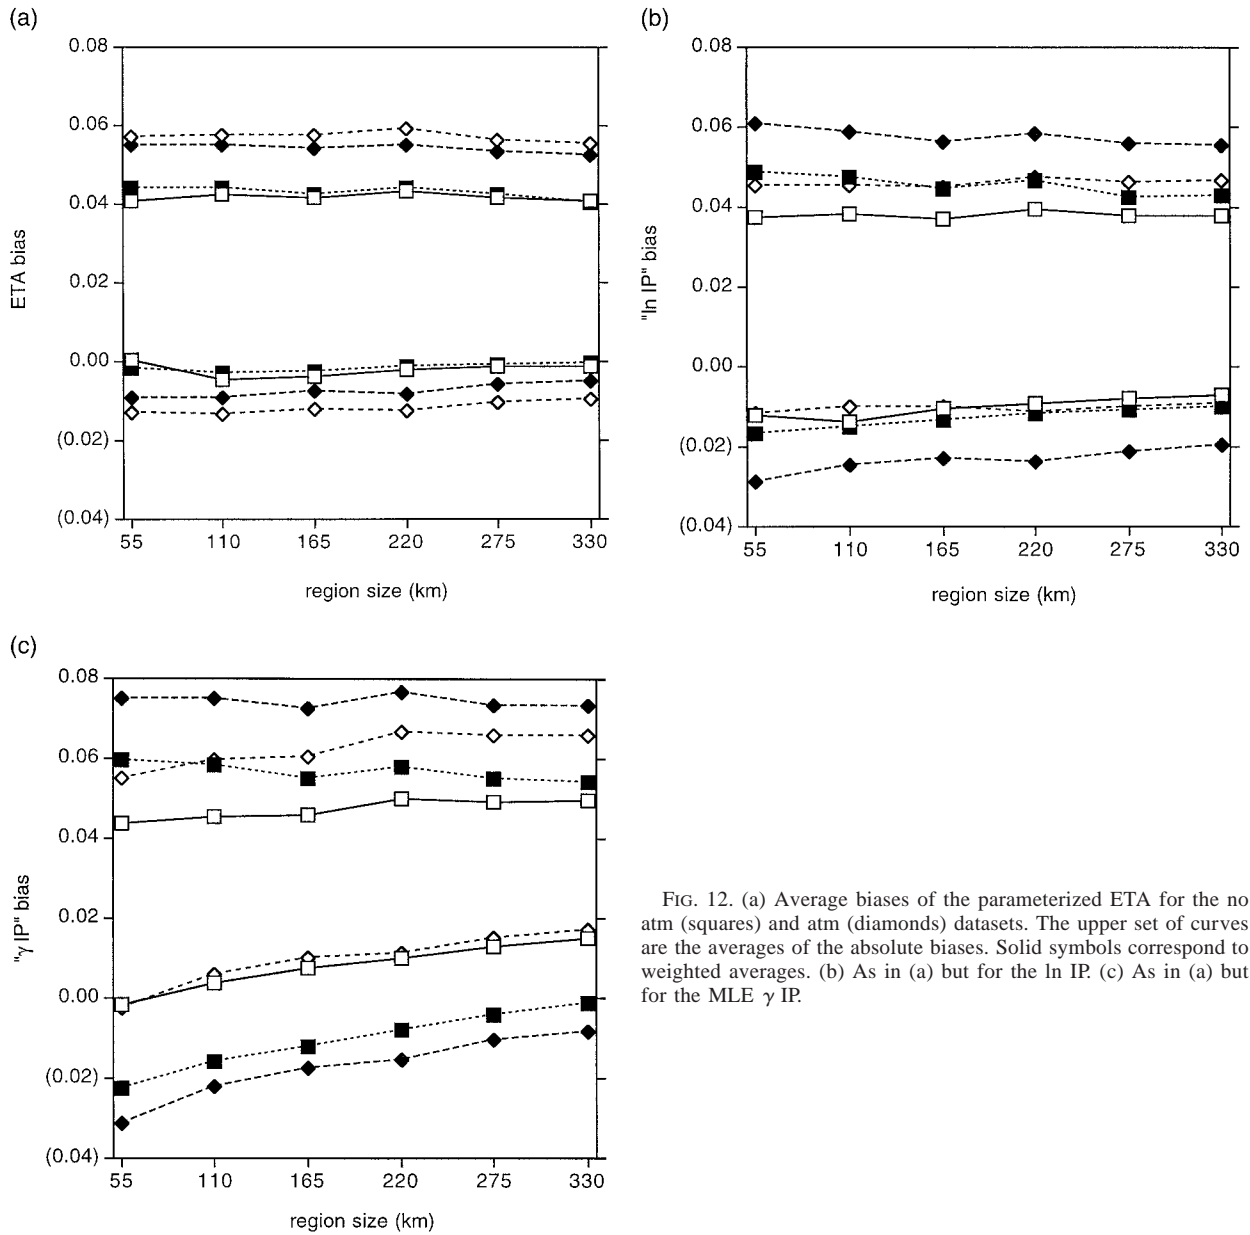 (a)
0.08
0.06
0.04
0.02
0.00
(0.02)
(0.04)
ETA bias
55 110 165 220 275 330
region size (km)
(b)
0.08
0.06
0.04
0.02
0.00
(0.02)
(0.04)
"ln IP" bias
55 110 165 220 275 330
region size (km)
(c)
0.08
0.06
0.04
0.02
0.00
(0.02)
(0.04)
"γ IP" bias
55 110 165 220 275 330
region size (km)
FIG. 12. (a) Average biases of the parameterized ETA for the no
atm (squares) and atm (diamonds) datasets. The upper set of curves
are the averages of the absolute biases. Solid symbols correspond to
weighted averages. (b) As in (a) but for the ln IP. (c) As in (a) but
for the MLE γ IP.